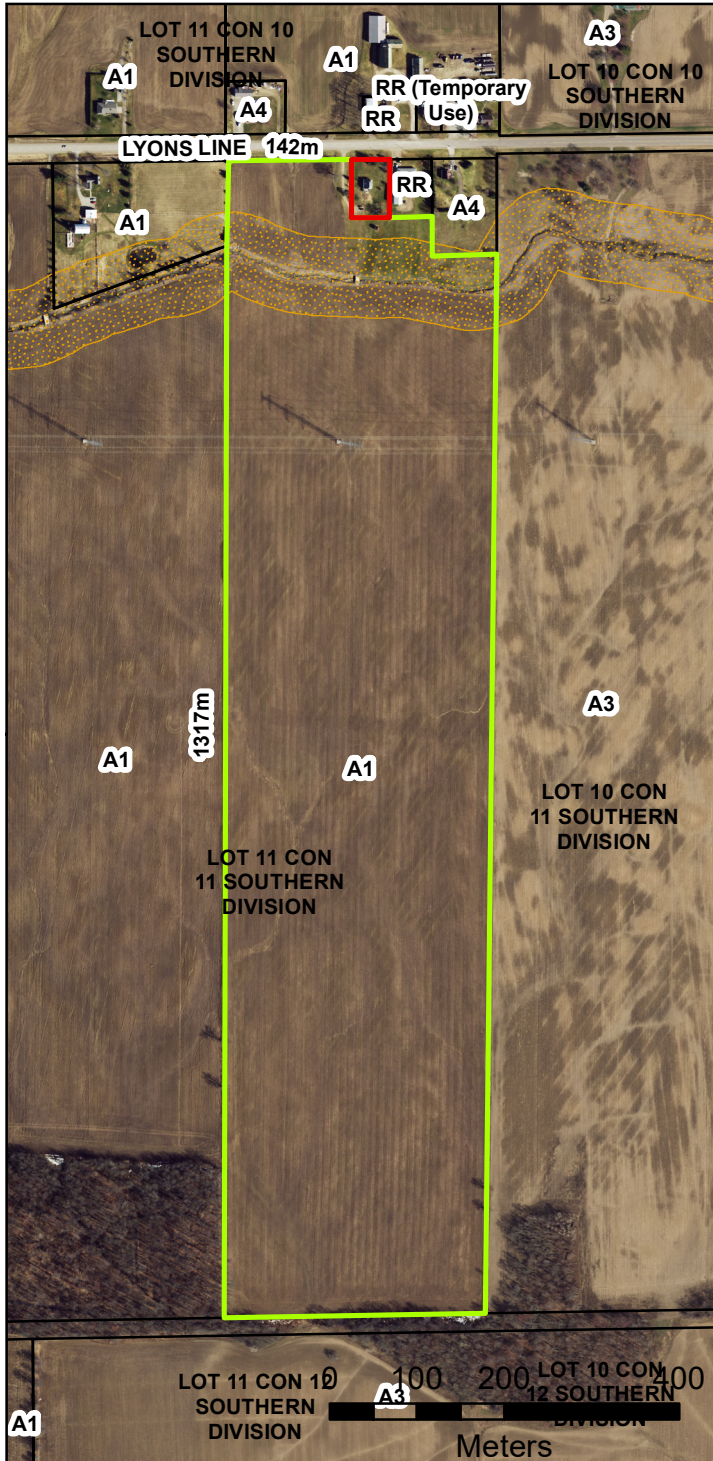 LOT 11 CON 10
SOUTHERN
DIVISION
A1
A3
A1
LOT 10 CON 10
SOUTHERN
DIVISION
RR (Temporary
Use)
A4
RR
LYONS LINE
142m
RR
A4
A1
1317m
A3
A1
A1
LOT 10 CON
11 SOUTHERN
DIVISION
LOT 11 CON
11 SOUTHERN
DIVISION
LOT 11 CON 12
SOUTHERN
DIVISION
A3
LOT 10 CON
12 SOUTHERN
DIVISION
A1
0 100 200 400
Meters